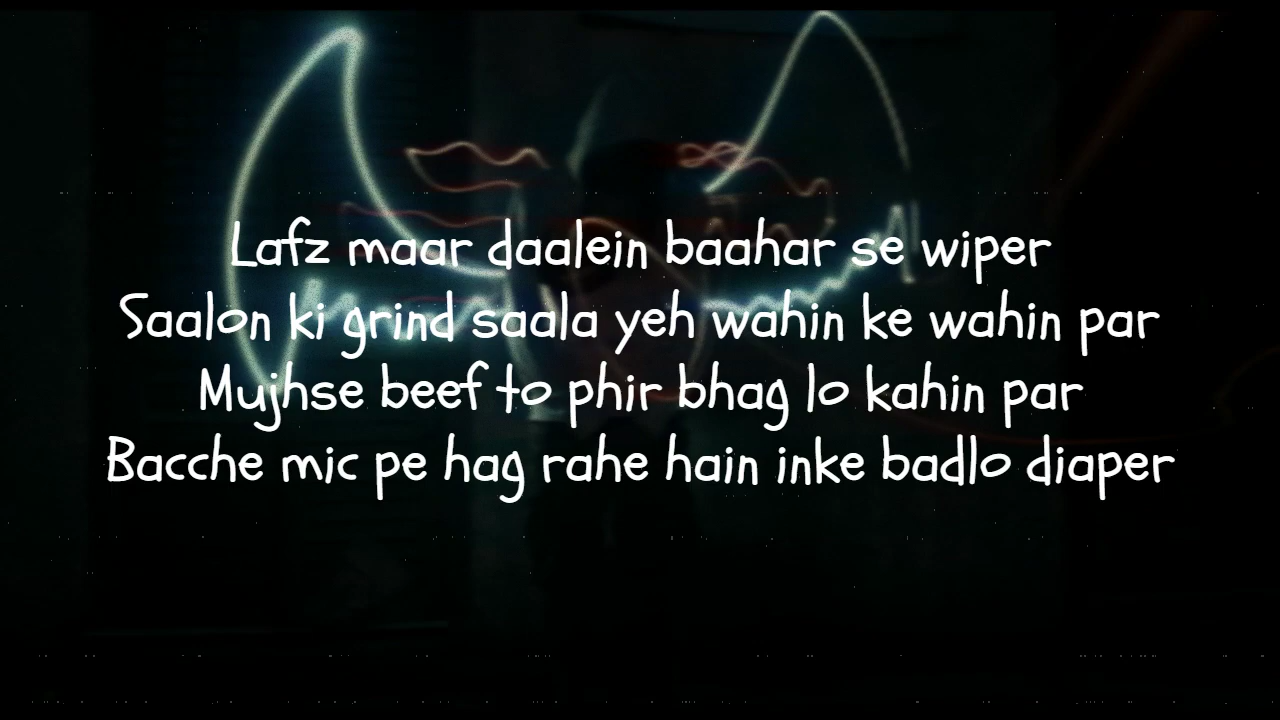 Lafz maar daalein baahar se wiper
Saalon ki grind saala yeh wahin ke wahin par
Mujhse beef to phir bhag lo kahin par
Bacche mic pe hag rahe hain inke badlo diaper